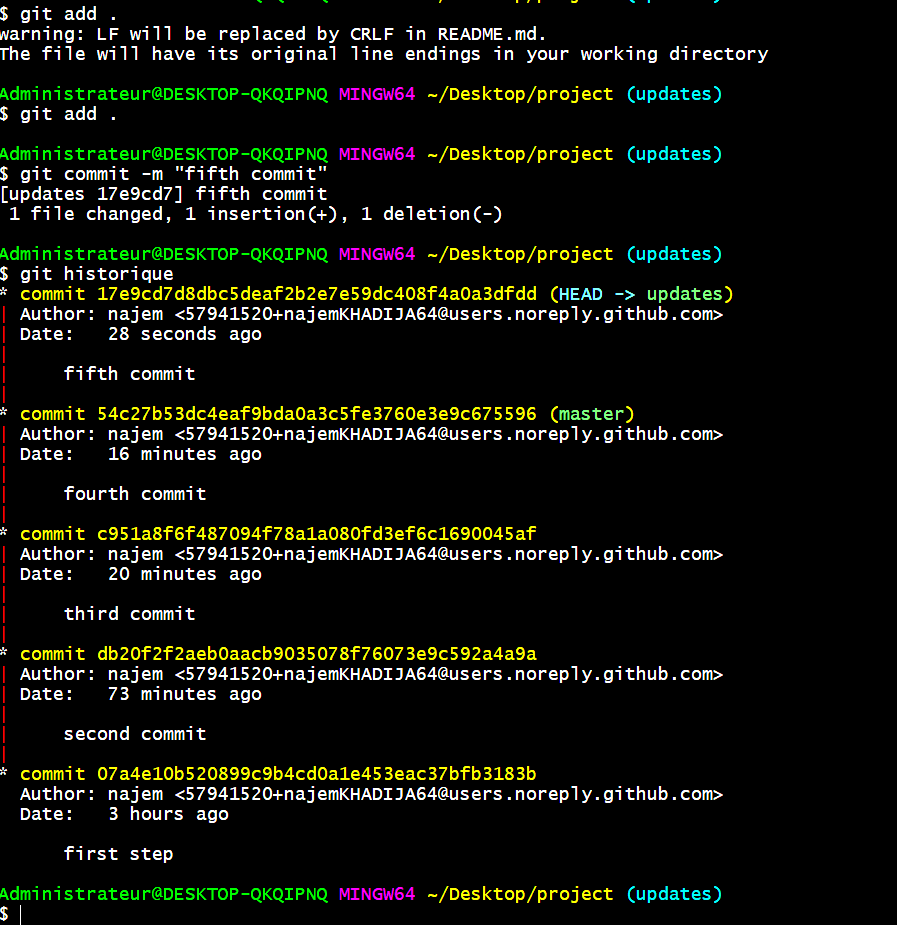 $ git add .
warning: LF will be replaced by CRLF in README.md.
The file will have its original line endings in your working directory
Administrateur@DESKTOP-QKQIPNQ MINGW64 ~/Desktop/project (updates)
$ git add .
Administrateur@DESKTOP-QKQIPNQ MINGW64 ~/Desktop/project (updates)
$ git commit -m "fifth commit"
[updates 17e9cd7] fifth commit
 1 file changed, 1 insertion(+), 1 deletion(-)
Administrateur@DESKTOP-QKQIPNQ MINGW64 ~/Desktop/project (updates)
$ git historique
* commit 17e9cd7d8dbc5deaf2b2e7e59dc408f4a0a3dfdd (HEAD -> updates)
| Author: najem <57941520+najemKHADIJA64@users.noreply.github.com>
| Date:   28 seconds ago
|
|     fifth commit
|
* commit 54c27b53dc4eaf9bda0a3c5fe3760e3e9c675596 (master)
| Author: najem <57941520+najemKHADIJA64@users.noreply.github.com>
| Date:   16 minutes ago
|
|     fourth commit
|
* commit c951a8f6f487094f78a1a080fd3ef6c1690045af
| Author: najem <57941520+najemKHADIJA64@users.noreply.github.com>
| Date:   20 minutes ago
|
|     third commit
|
* commit db20f2f2aeb0aacb9035078f76073e9c592a4a9a
| Author: najem <57941520+najemKHADIJA64@users.noreply.github.com>
| Date:   73 minutes ago
|
|     second commit
|
* commit 07a4e10b520899c9b4cd0a1e453eac37bfb3183b
  Author: najem <57941520+najemKHADIJA64@users.noreply.github.com>
  Date:   3 hours ago
      first step
Administrateur@DESKTOP-QKQIPNQ MINGW64 ~/Desktop/project (updates)
$